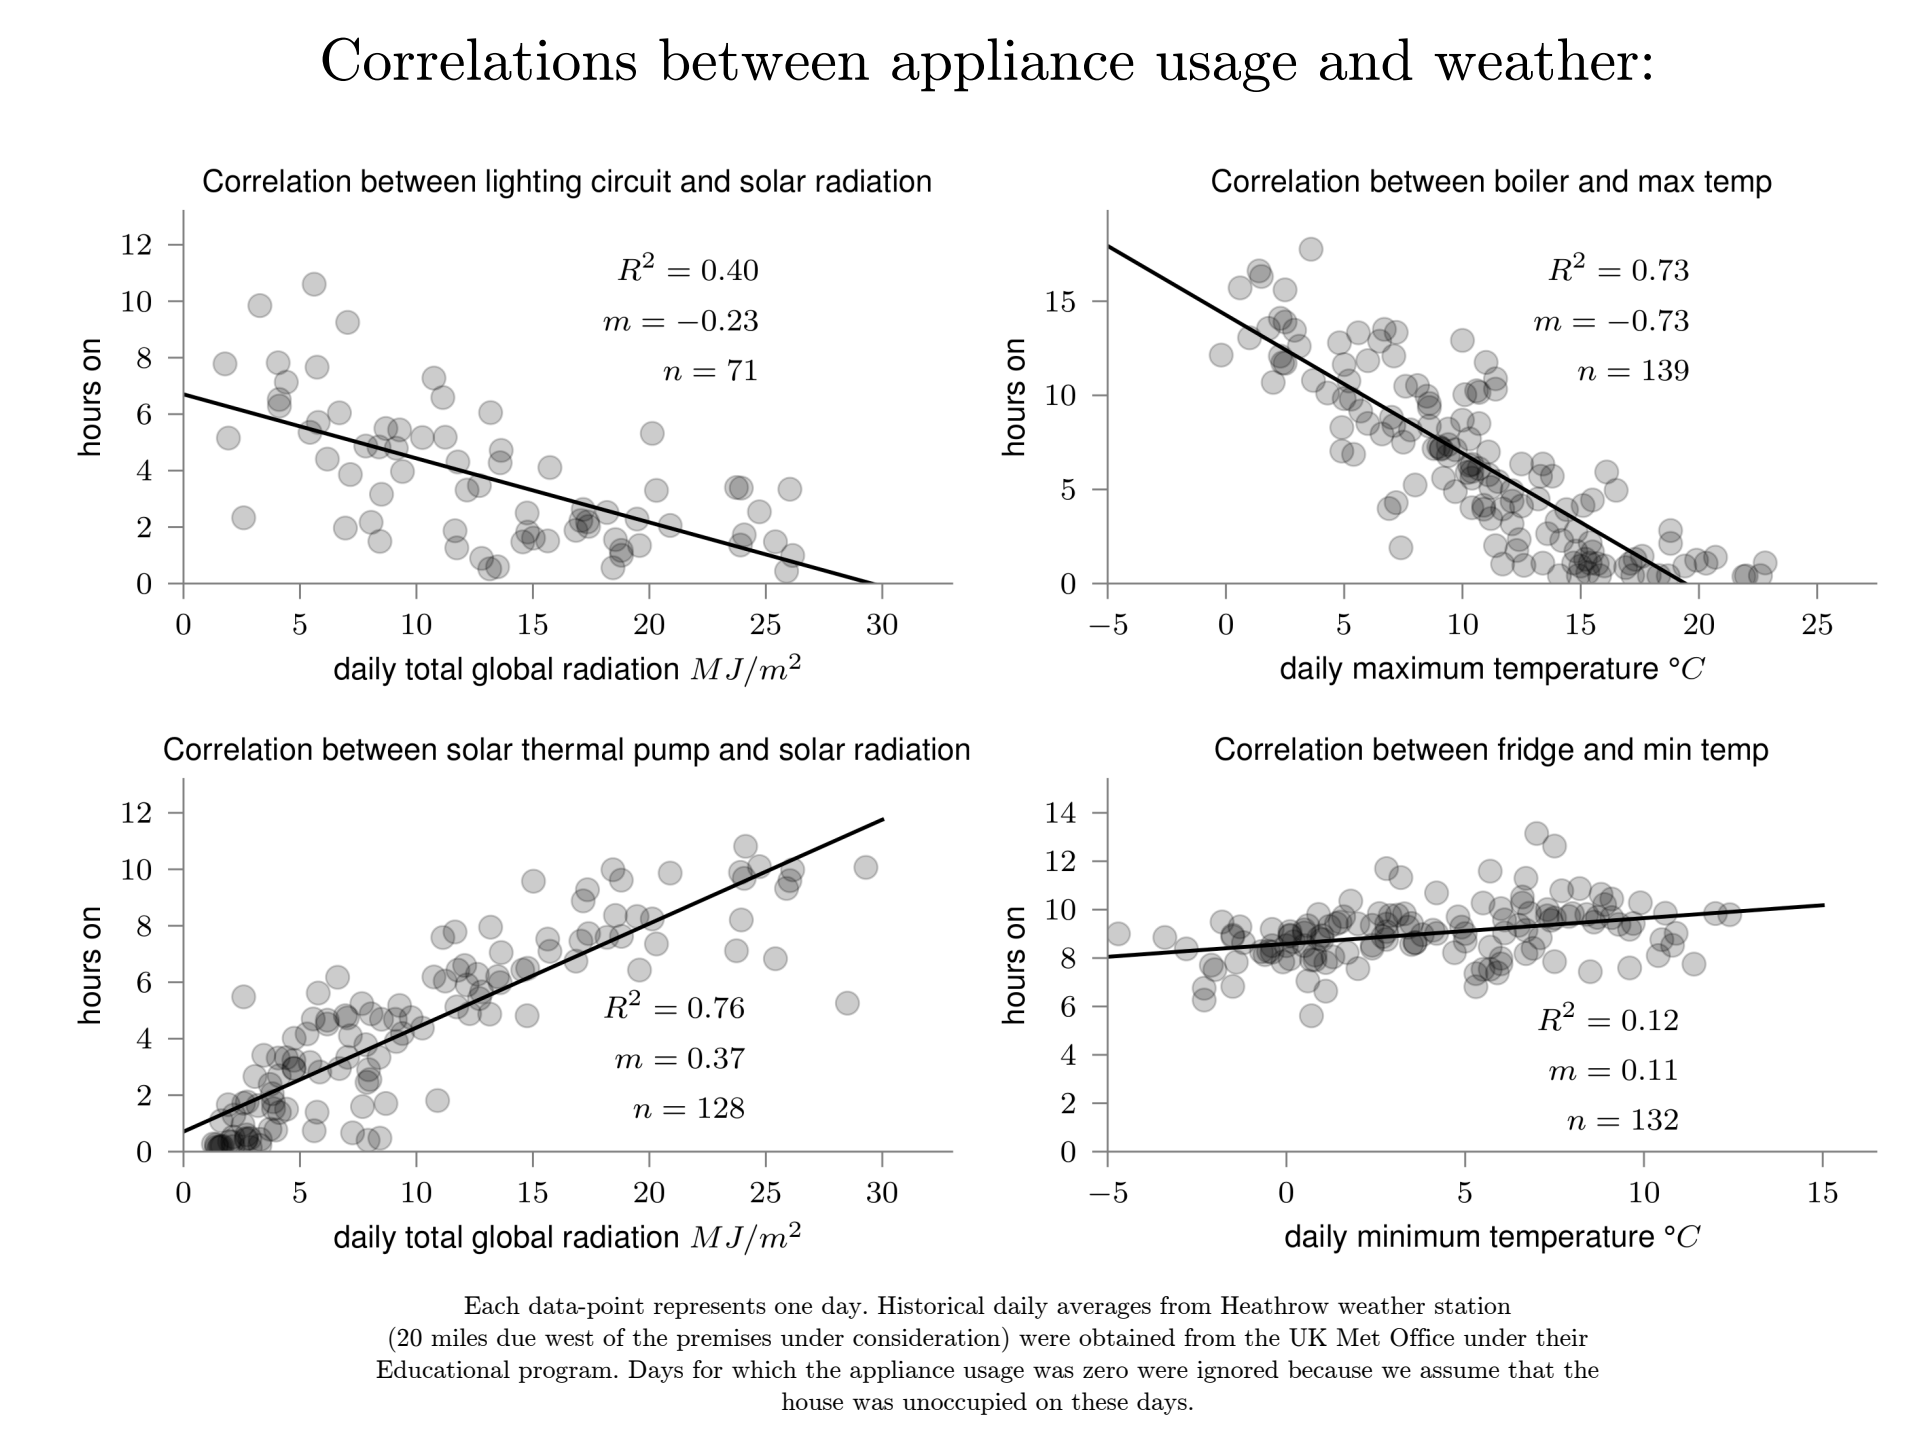 Correlations between appliance usage and weather:
Correlation between lighting circuit and solar radiation
12
10
8
6
4
2
0
hours on
R² = 0.40
m = −0.23
n = 71
0 5 10 15 20 25 30
daily total global radiation MJ/m²
Correlation between boiler and max temp
15
10
5
0
hours on
R² = 0.73
m = −0.73
n = 139
−5 0 5 10 15 20 25
daily maximum temperature °C
Correlation between solar thermal pump and solar radiation
12
10
8
6
4
2
0
hours on
R² = 0.76
m = 0.37
n = 128
0 5 10 15 20 25 30
daily total global radiation MJ/m²
Correlation between fridge and min temp
14
12
10
8
6
4
2
0
hours on
R² = 0.12
m = 0.11
n = 132
−5 0 5 10 15
daily minimum temperature °C
Each data-point represents one day. Historical daily averages from Heathrow weather station
(20 miles due west of the premises under consideration) were obtained from the UK Met Office under their
Educational program. Days for which the appliance usage was zero were ignored because we assume that the
house was unoccupied on these days.